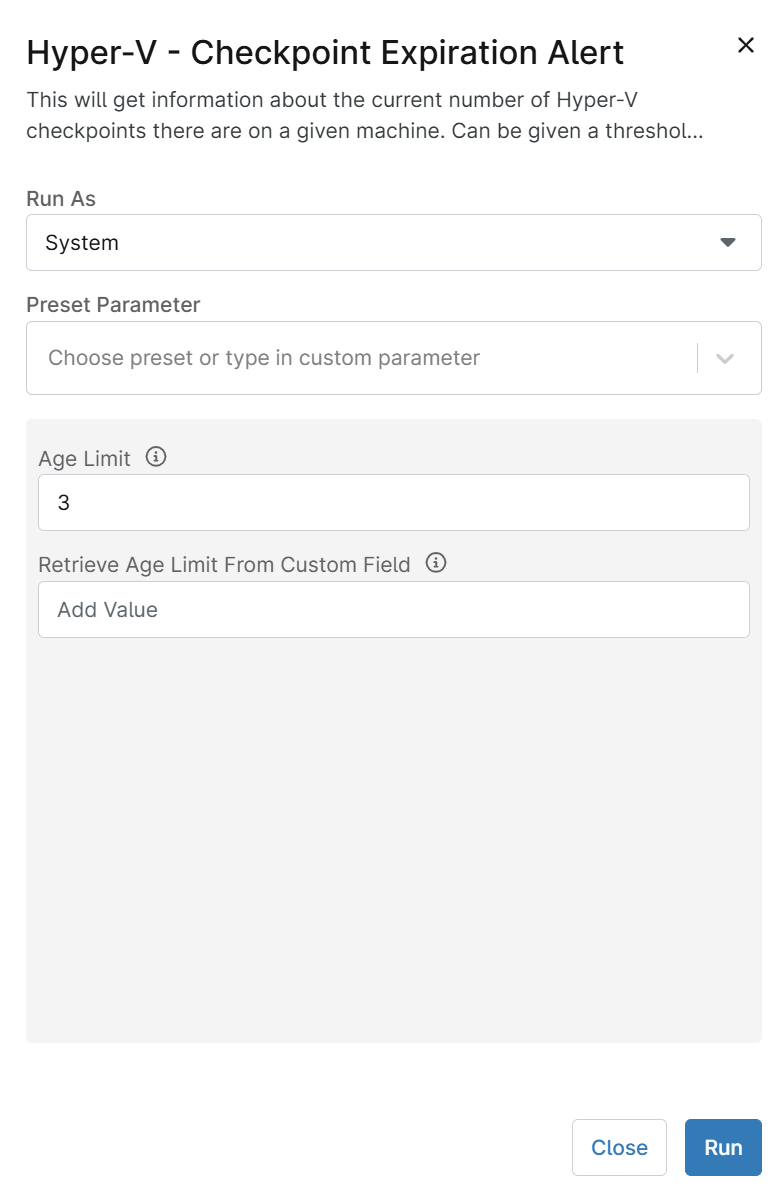 Hyper-V - Checkpoint Expiration Alert
This will get information about the current number of Hyper-V
checkpoints there are on a given machine. Can be given a threshol...
Run As
System
Preset Parameter
Choose preset or type in custom parameter
Age Limit
3
Retrieve Age Limit From Custom Field
Add Value
Close
Run